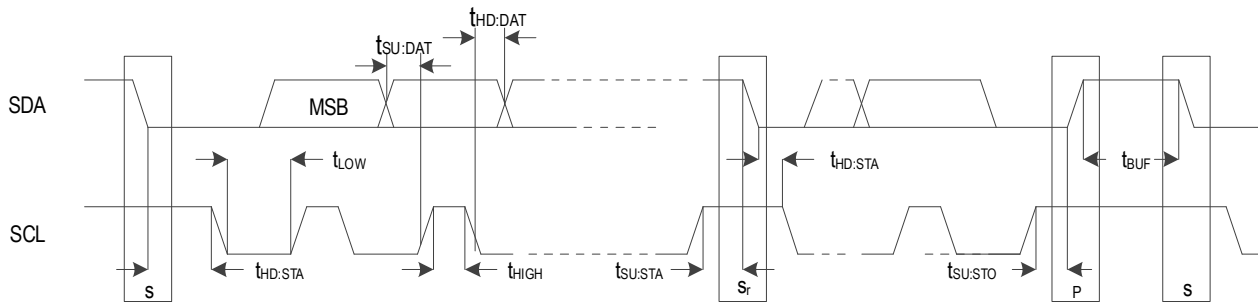 tHD:DAT
tSU:DAT
SDA
MSB
tLOW
tHD:STA
tBUF
SCL
tHD:STA
tHIGH
tSU:STA
tSU:STO
S
Sr
P
S